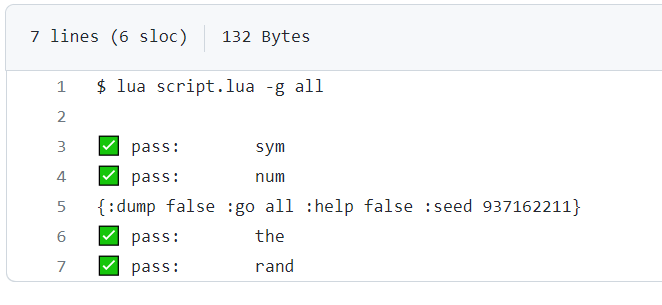 7 lines (6 sloc) 132 Bytes
1 $ lua script.lua -g all
2
3 ✅ pass: sym
4 ✅ pass: num
5 {:dump false :go all :help false :seed 937162211}
6 ✅ pass: the
7 ✅ pass: rand